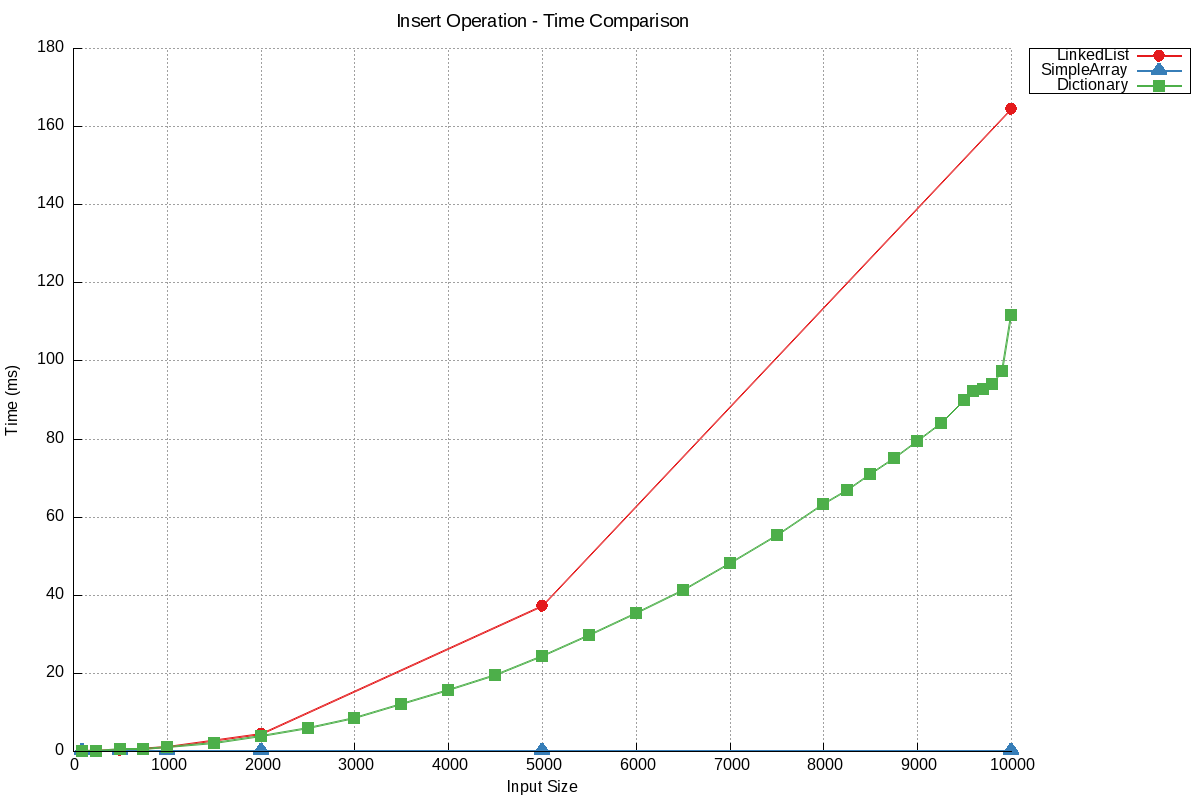 Insert Operation - Time Comparison
LinkedList
SimpleArray
Dictionary
180
160
140
120
100
80
60
40
20
0
Time (ms)
0 1000 2000 3000 4000 5000 6000 7000 8000 9000 10000
Input Size